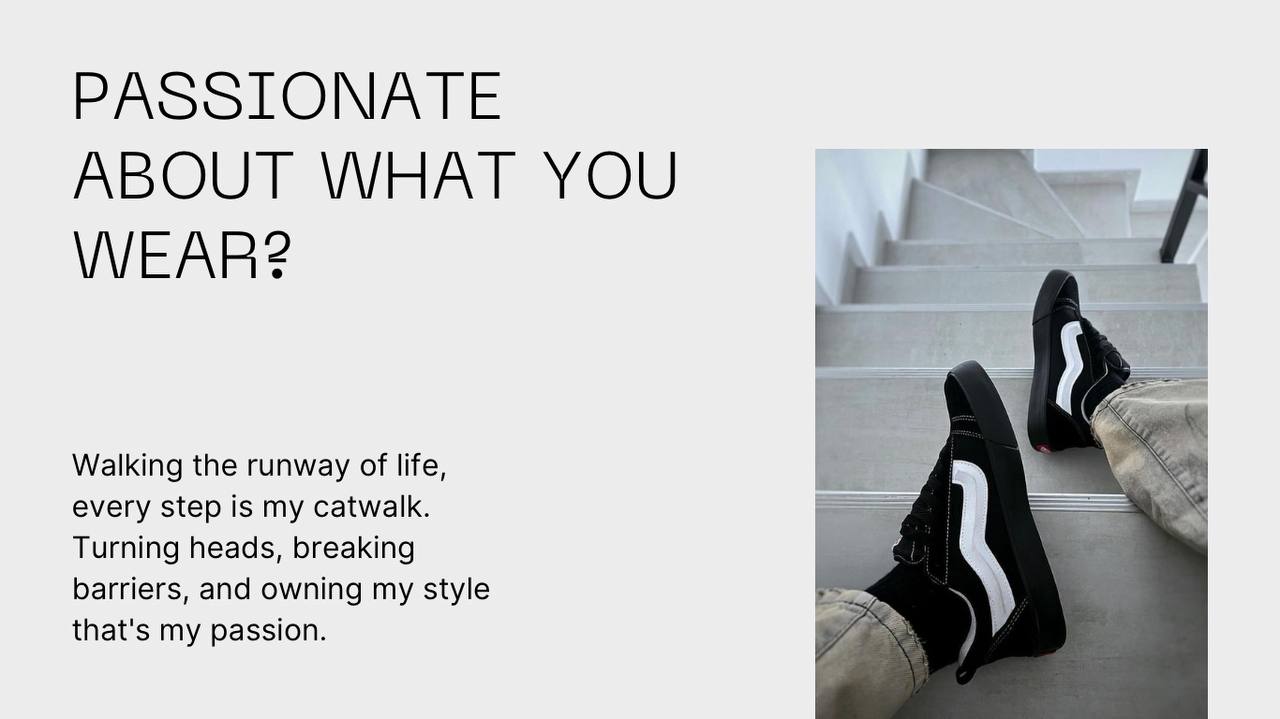 PASSIONATE
ABOUT WHAT YOU
WEAR?
Walking the runway of life,
every step is my catwalk.
Turning heads, breaking
barriers, and owning my style
that's my passion.